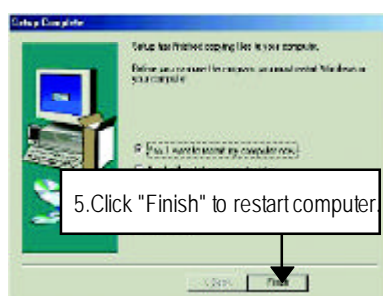 Setup Complete
Setup has finished copying files to your computer.
Before you can use the program, you must restart Windows or
your computer.
Yes, I want to restart my computer now.
5.Click "Finish" to restart computer.
< Back Finish